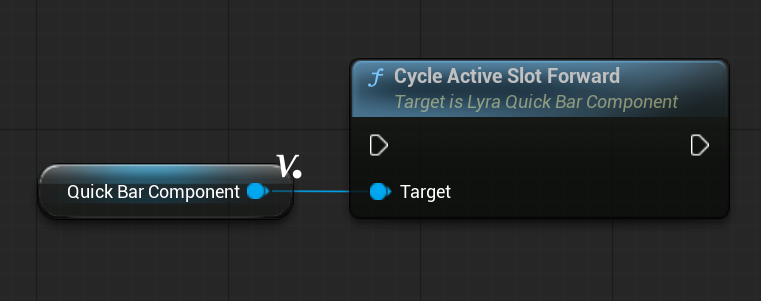 f Cycle Active Slot Forward
Target is Lyra Quick Bar Component
V.
Quick Bar Component
Target